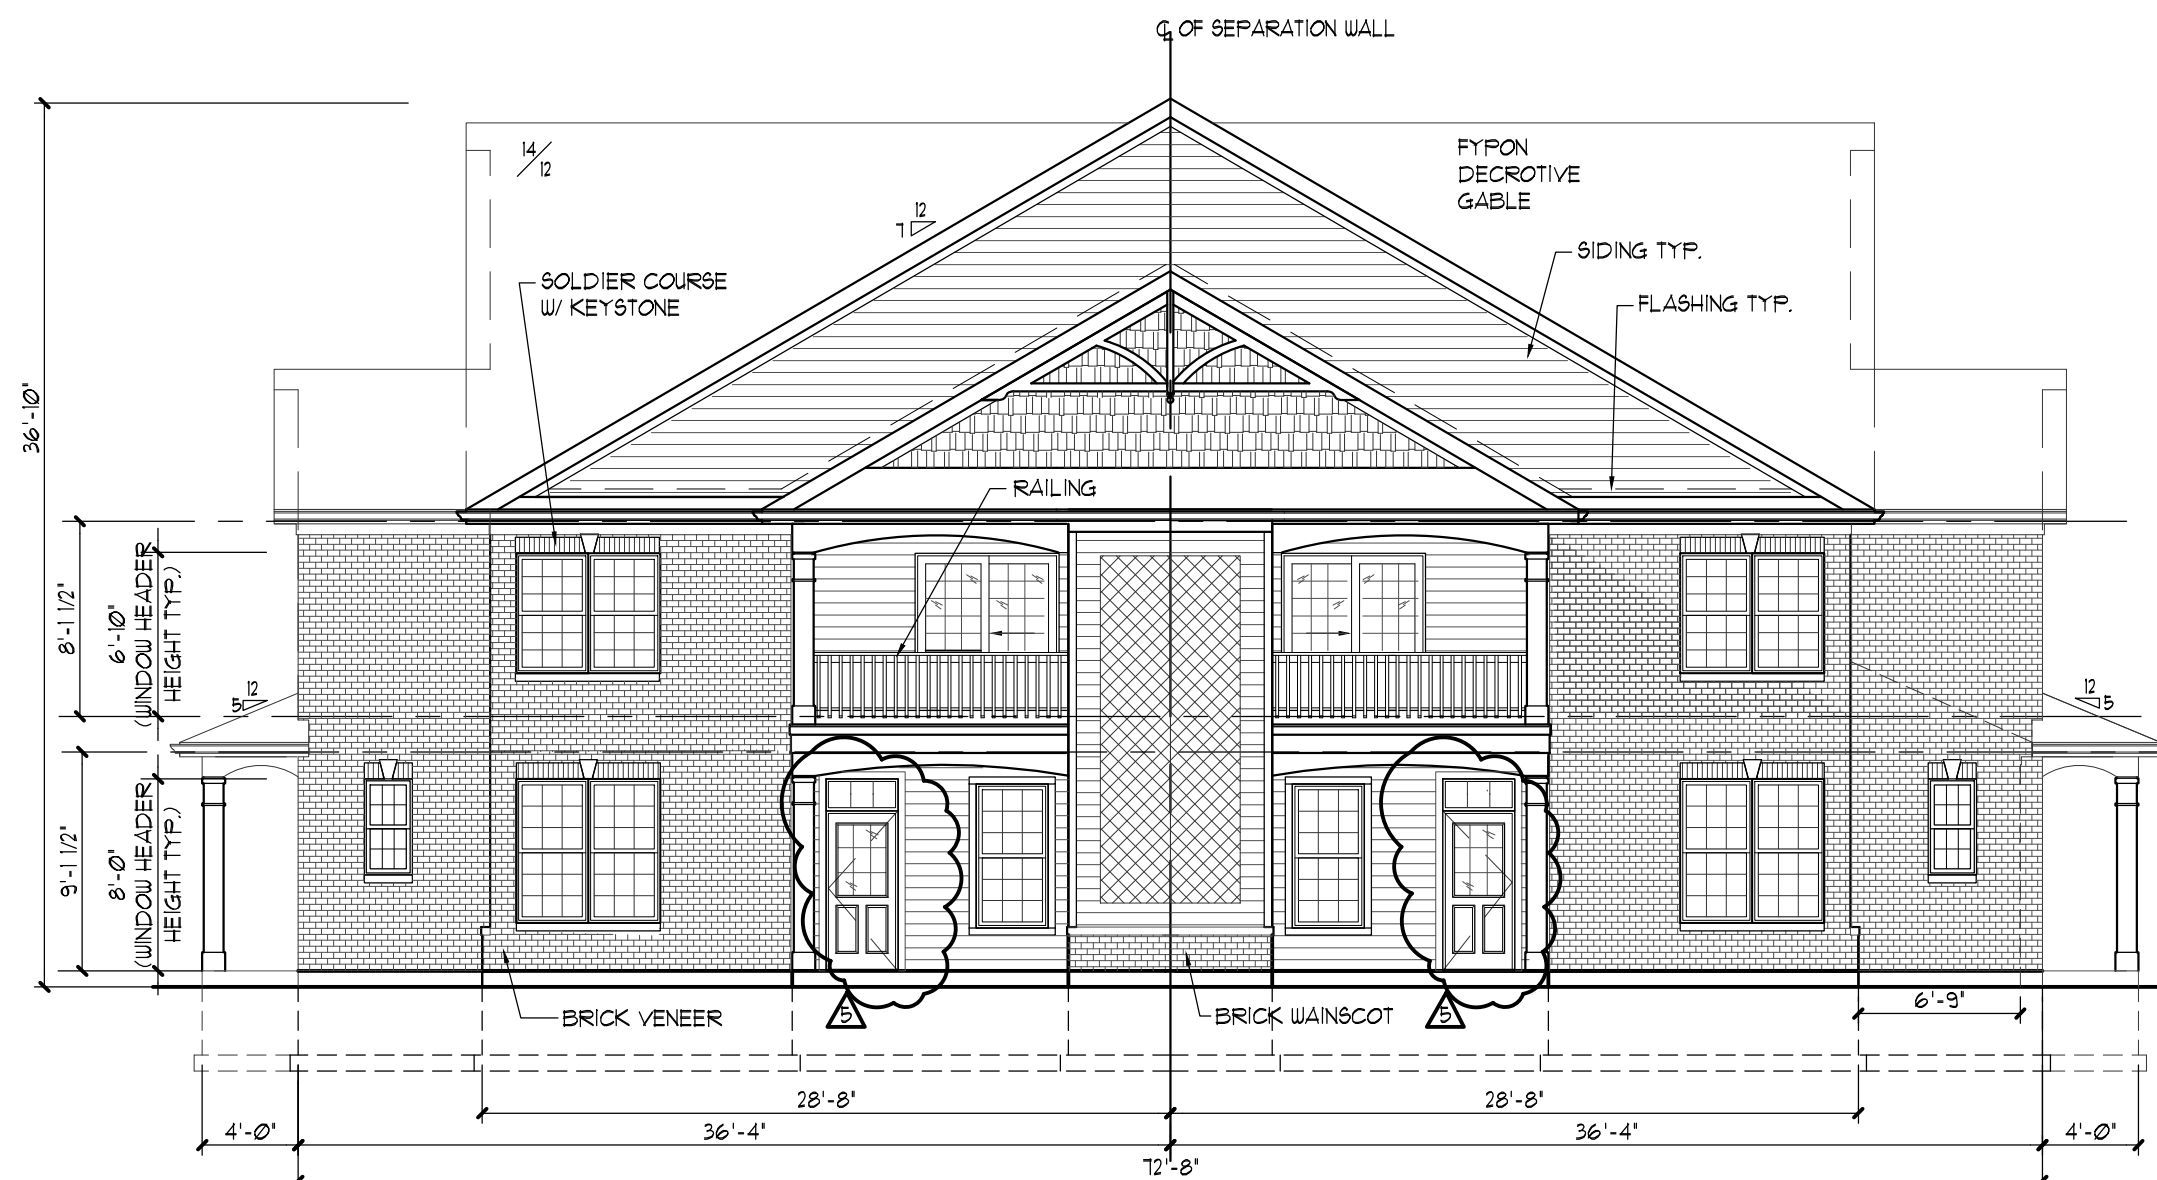 ℄ OF SEPARATION WALL
14/12
FYPON
DECROTIVE
GABLE
12
7
SIDING TYP.
SOLDIER COURSE
W/ KEYSTONE
FLASHING TYP.
36'-10"
RAILING
8'-1 1/2"
6'-10"
(WINDOW HEADER
HEIGHT TYP.)
12
5
12
5
9'-1 1/2"
8'-0"
(WINDOW HEADER
HEIGHT TYP.)
6'-9"
BRICK VENEER
5
BRICK WAINSCOT
5
28'-8"
28'-8"
4'-0"
36'-4"
36'-4"
4'-0"
72'-8"